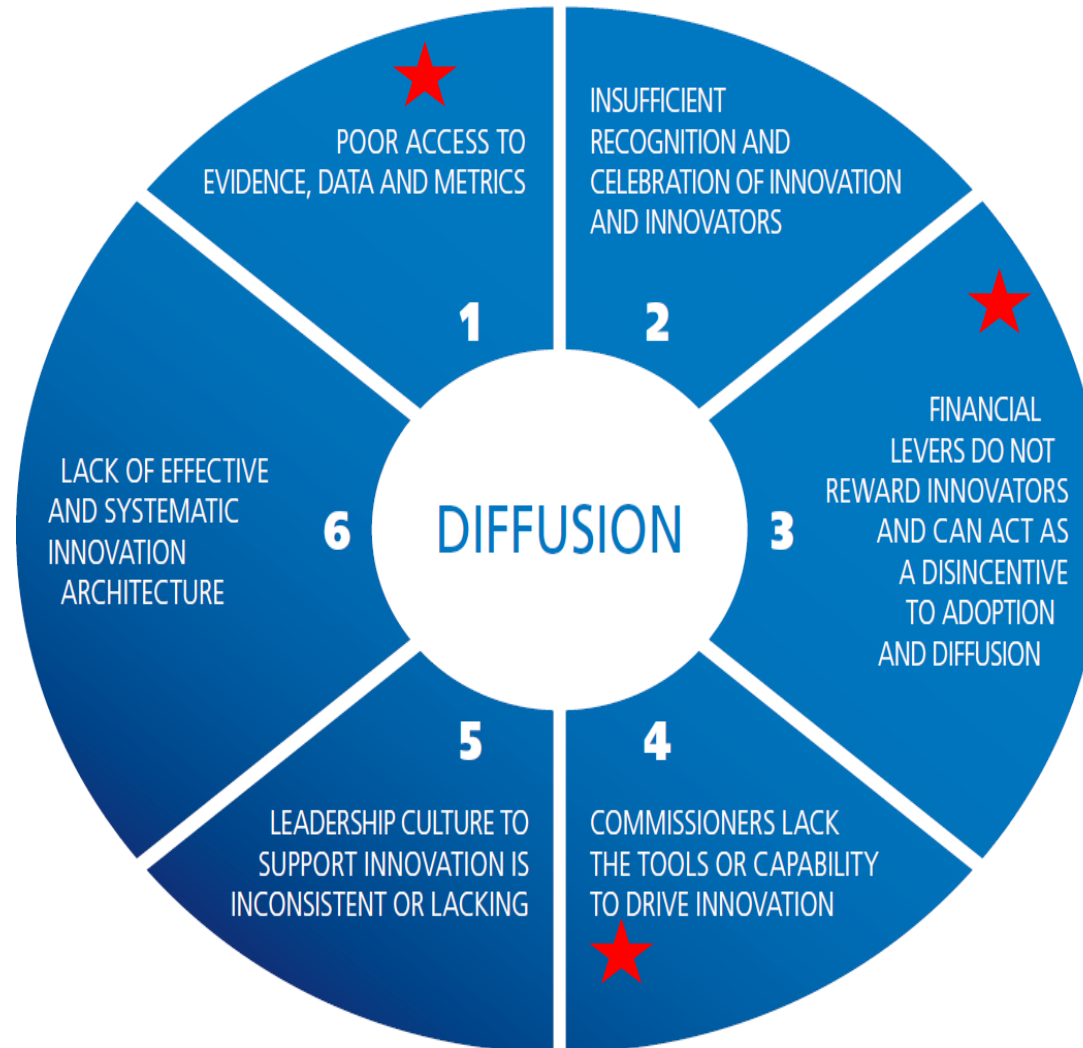 POOR ACCESS TO
EVIDENCE, DATA AND METRICS
1
INSUFFICIENT
RECOGNITION AND
CELEBRATION OF INNOVATION
AND INNOVATORS
2
FINANCIAL
LEVERS DO NOT
REWARD INNOVATORS
AND CAN ACT AS
A DISINCENTIVE
TO ADOPTION
AND DIFFUSION
3
4
COMMISSIONERS LACK
THE TOOLS OR CAPABILITY
TO DRIVE INNOVATION
5
LEADERSHIP CULTURE TO
SUPPORT INNOVATION IS
INCONSISTENT OR LACKING
LACK OF EFFECTIVE
AND SYSTEMATIC
INNOVATION
ARCHITECTURE
6
DIFFUSION